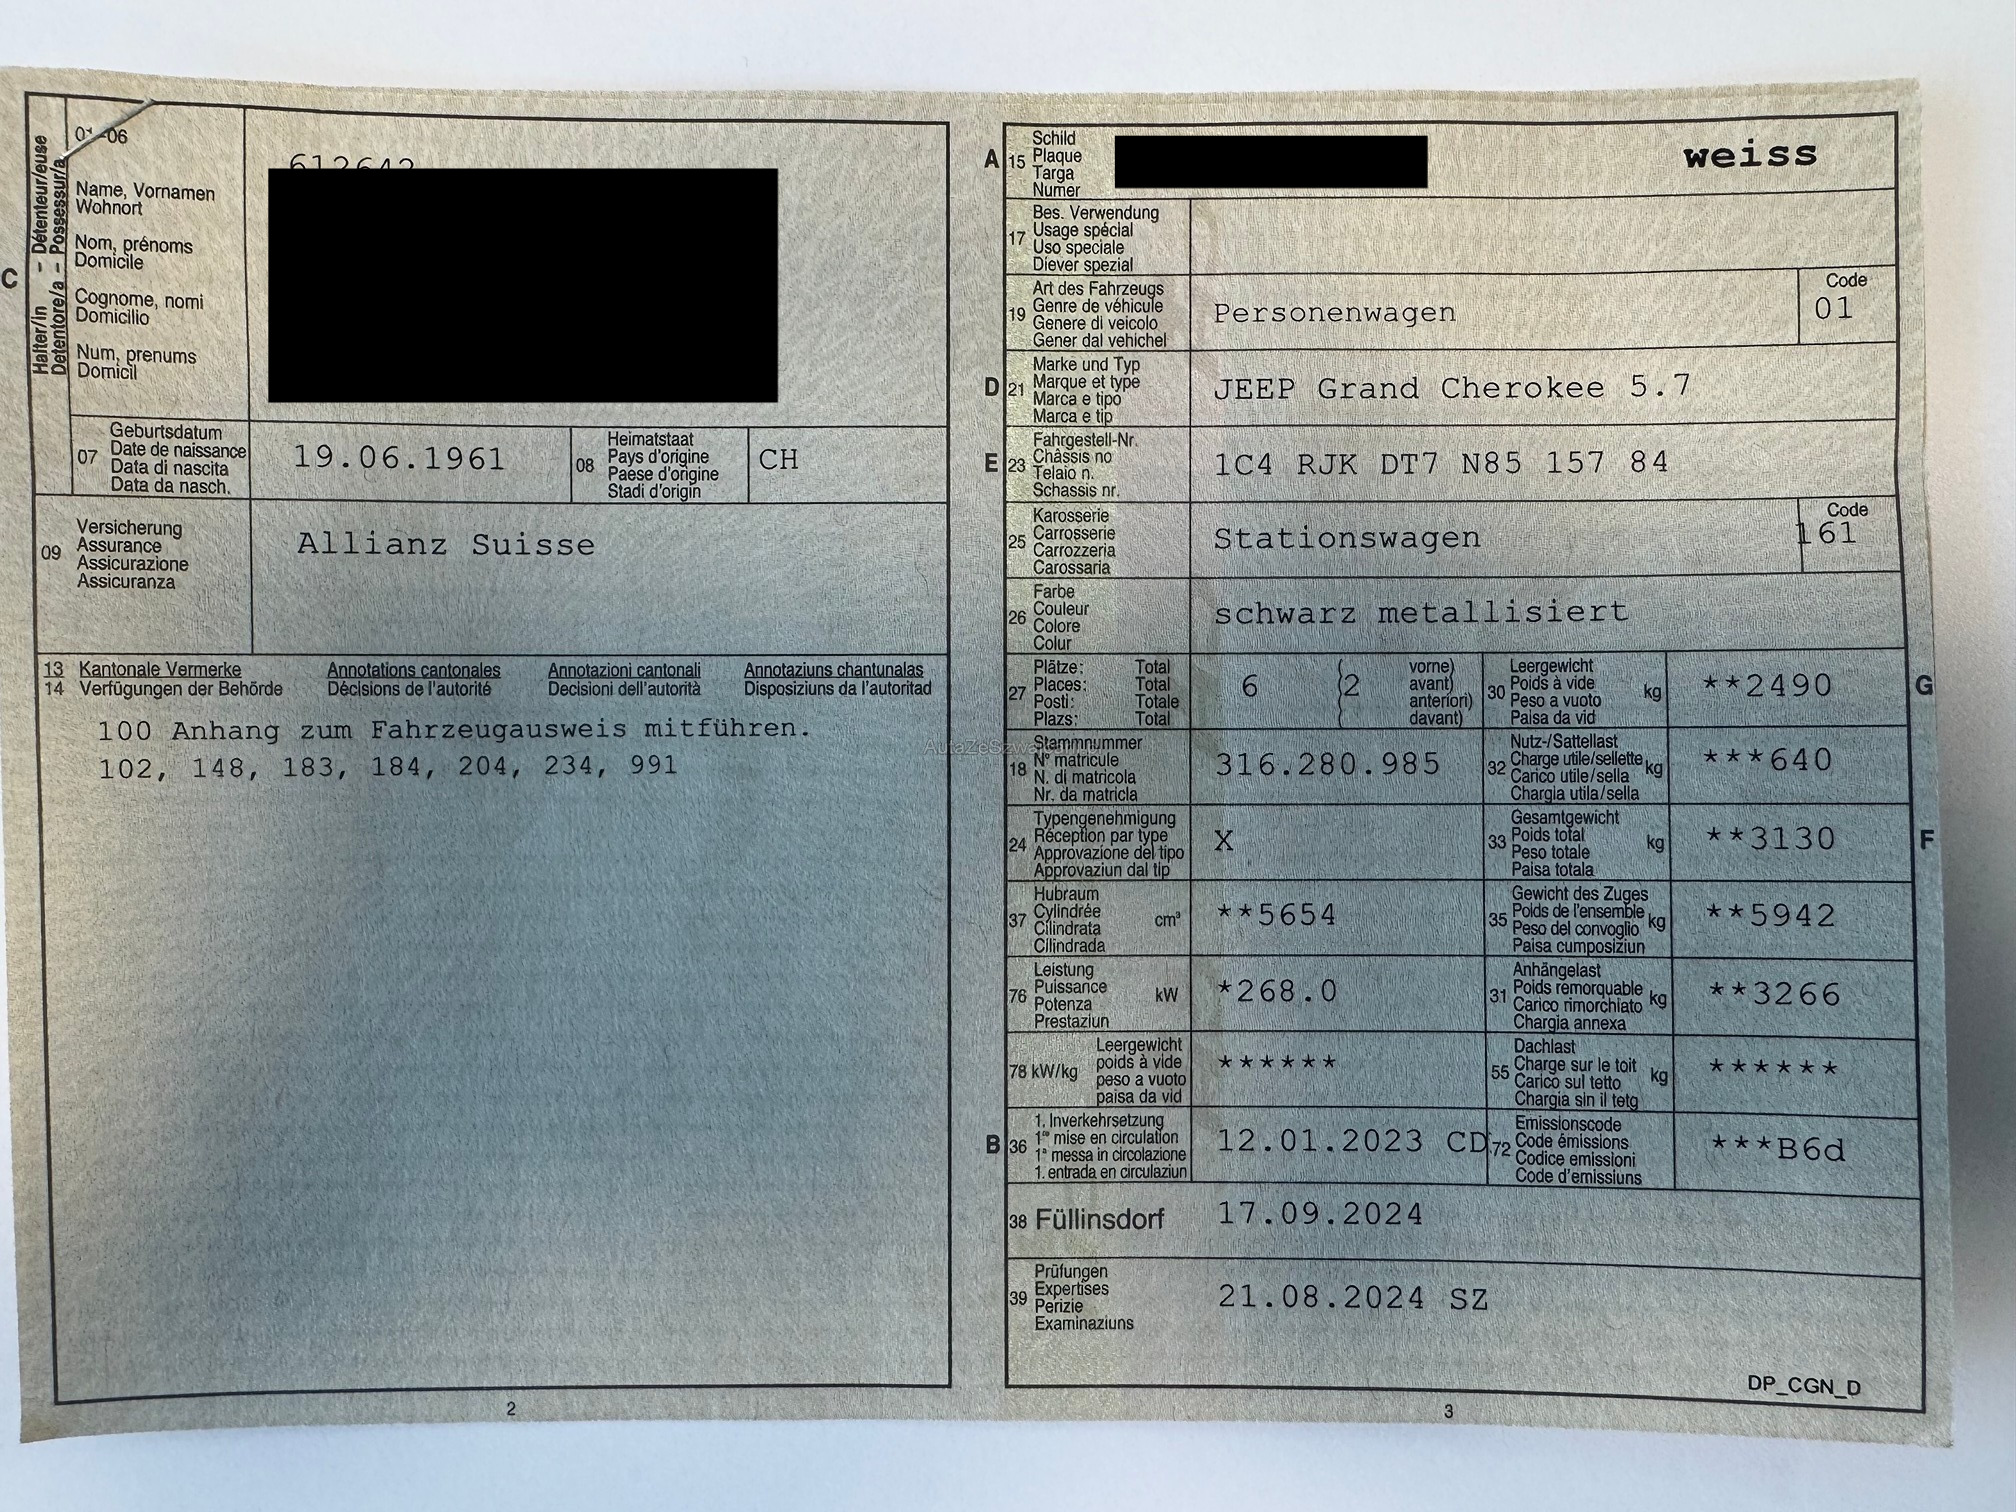 C
Halter/in - Détenteur/euse
Detentore/a - Possessur/a
Name, Vornamen
Wohnort
Nom, prénoms
Domicile
Cognome, nomi
Domicilio
Num, prenums
Domicil
07
Geburtsdatum
Date de naissance
Data di nascita
Data da nasch.
19.06.1961
08
Heimatstaat
Pays d'origine
Paese d'origine
Stadi d'origin
CH
09
Versicherung
Assurance
Assicurazione
Assicuranza
Allianz Suisse
13 Kantonale Vermerke Annotations cantonales Annotazioni cantonali Annotaziuns chantunalas
14 Verfügungen der Behörde Décisions de l'autorité Decisioni dell'autorità Disposiziuns da l'autoritad
100 Anhang zum Fahrzeugausweis mitführen.
102, 148, 183, 184, 204, 234, 991
2
A
15
Schild
Plaque
Targa
Numer
weiss
17
Bes. Verwendung
Usage spécial
Uso speciale
Diever spezial
19
Art des Fahrzeugs
Genre de véhicule
Genere di veicolo
Gener dal vehichel
Personenwagen
Code
01
D
21
Marke und Typ
Marque et type
Marca e tipo
Marca e tip
JEEP Grand Cherokee 5.7
E
23
Fahrgestell-Nr.
Châssis no
Telaio n.
Schassis nr.
1C4 RJK DT7 N85 157 84
25
Karosserie
Carrosserie
Carrozzeria
Carossaria
Stationswagen
Code
161
26
Farbe
Couleur
Colore
Colur
schwarz metallisiert
27
Plätze: Total
Places: Total
Posti: Totale
Plazs: Total
6 (2 vorne)
avant)
anteriori)
davant)
30
Leergewicht
Poids à vide
Peso a vuoto
Paisa da vid
kg
**2490
G
18
Stammnummer
N° matricule
N. di matricola
Nr. da matricla
316.280.985
32
Nutz-/Sattellast
Charge utile/sellette
Carico utile/sella
Chargia utila/sella
kg
***640
24
Typengenehmigung
Réception par type
Approvazione del tipo
Approvaziun dal tip
X
33
Gesamtgewicht
Poids total
Peso totale
Paisa totala
kg
**3130
F
37
Hubraum
Cylindrée
Cilindrata
Cilindrada
cm³
**5654
35
Gewicht des Zuges
Poids de l'ensemble
Peso del convoglio
Paisa cumposiziun
kg
**5942
76
Leistung
Puissance
Potenza
Prestaziun
kW
*268.0
31
Anhängelast
Poids remorquable
Carico rimorchiato
Chargia annexa
kg
**3266
78 kW/kg
Leergewicht
poids à vide
peso a vuoto
paisa da vid
******
55
Dachlast
Charge sur le toit
Carico sul tetto
Chargia sin il tetg
kg
******
B
36
1. Inverkehrsetzung
1re mise en circulation
1a messa in circolazione
1. entrada en circulaziun
12.01.2023 CD
72
Emissionscode
Code émissions
Codice emissioni
Code d'emissiuns
***B6d
38 Füllinsdorf
17.09.2024
39
Prüfungen
Expertises
Perizie
Examinaziuns
21.08.2024 SZ
DP_CGN_D
3